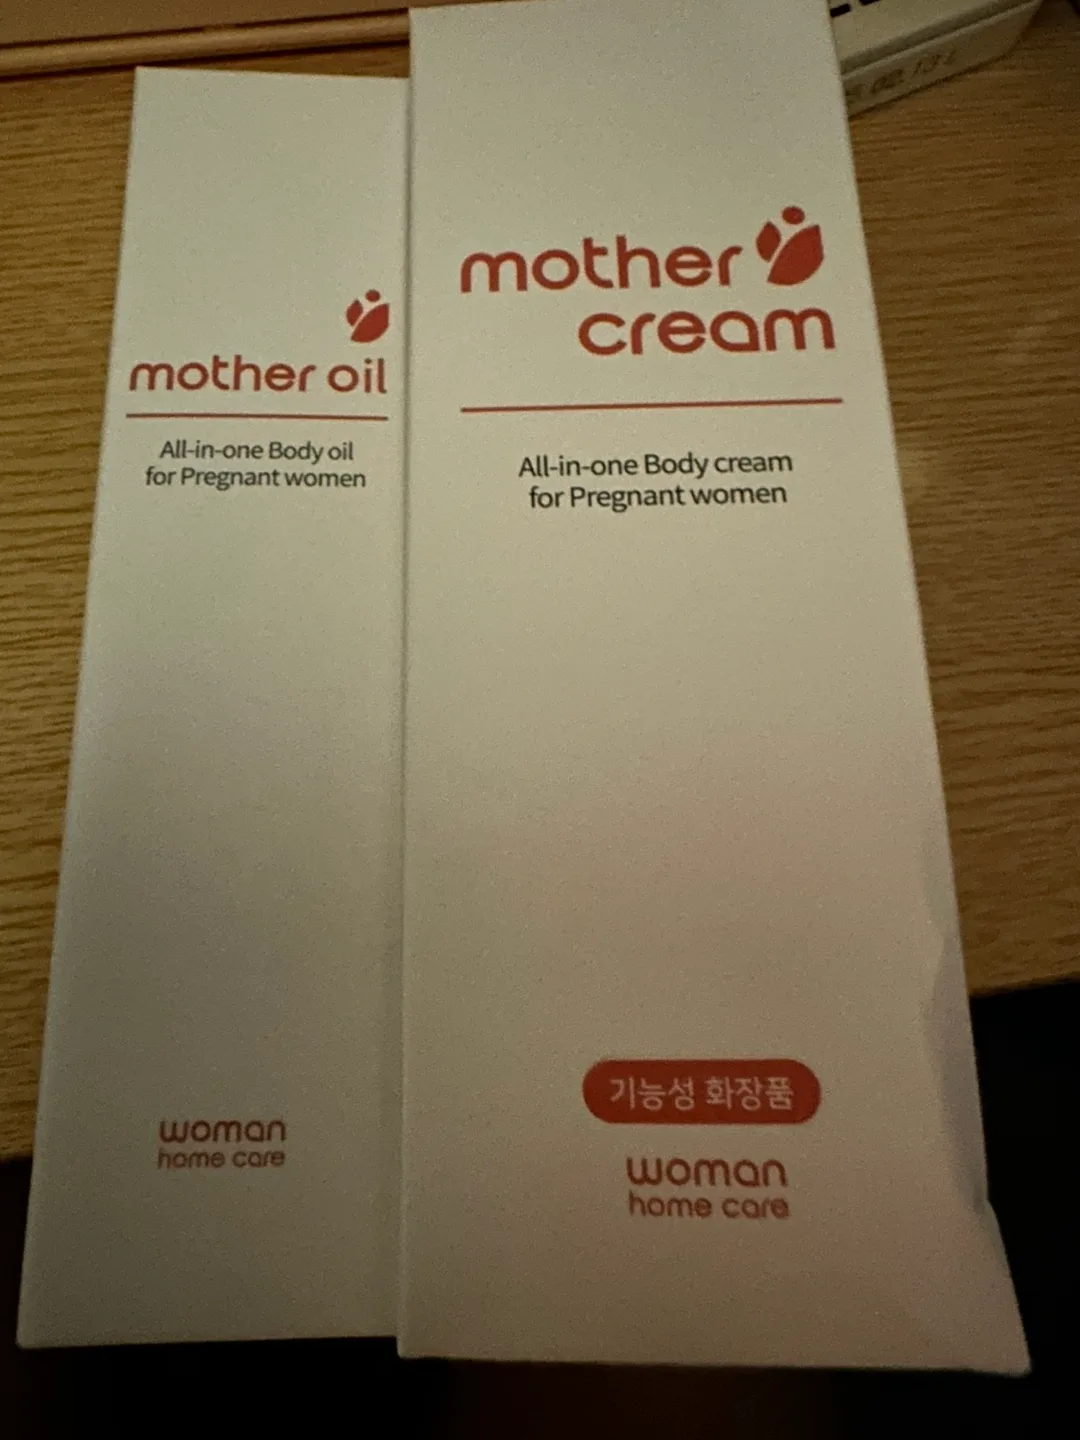 mother oil
All-in-one Body oil
for Pregnant women
woman
home care
mother
cream
All-in-one Body cream
for Pregnant women
기능성 화장품
woman
home care